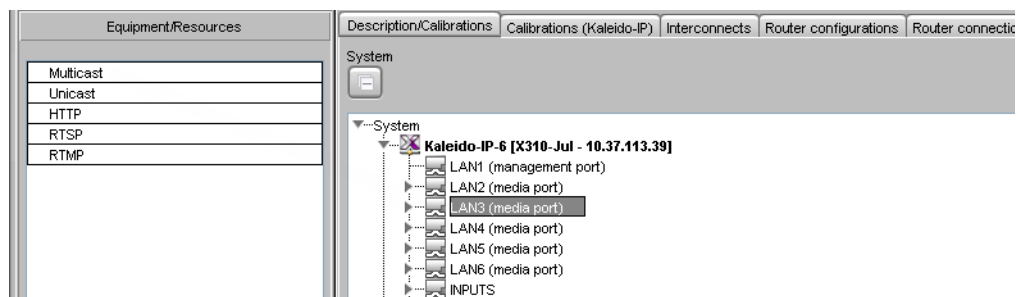 Equipment/Resources
Multicast
Unicast
HTTP
RTSP
RTMP
Description/Calibrations Calibrations (Kaleido-IP) Interconnects Router configurations Router connectio
System
System
Kaleido-IP-6 [X310-Jul - 10.37.113.39]
LAN1 (management port)
LAN2 (media port)
LAN3 (media port)
LAN4 (media port)
LAN5 (media port)
LAN6 (media port)
INPUTS